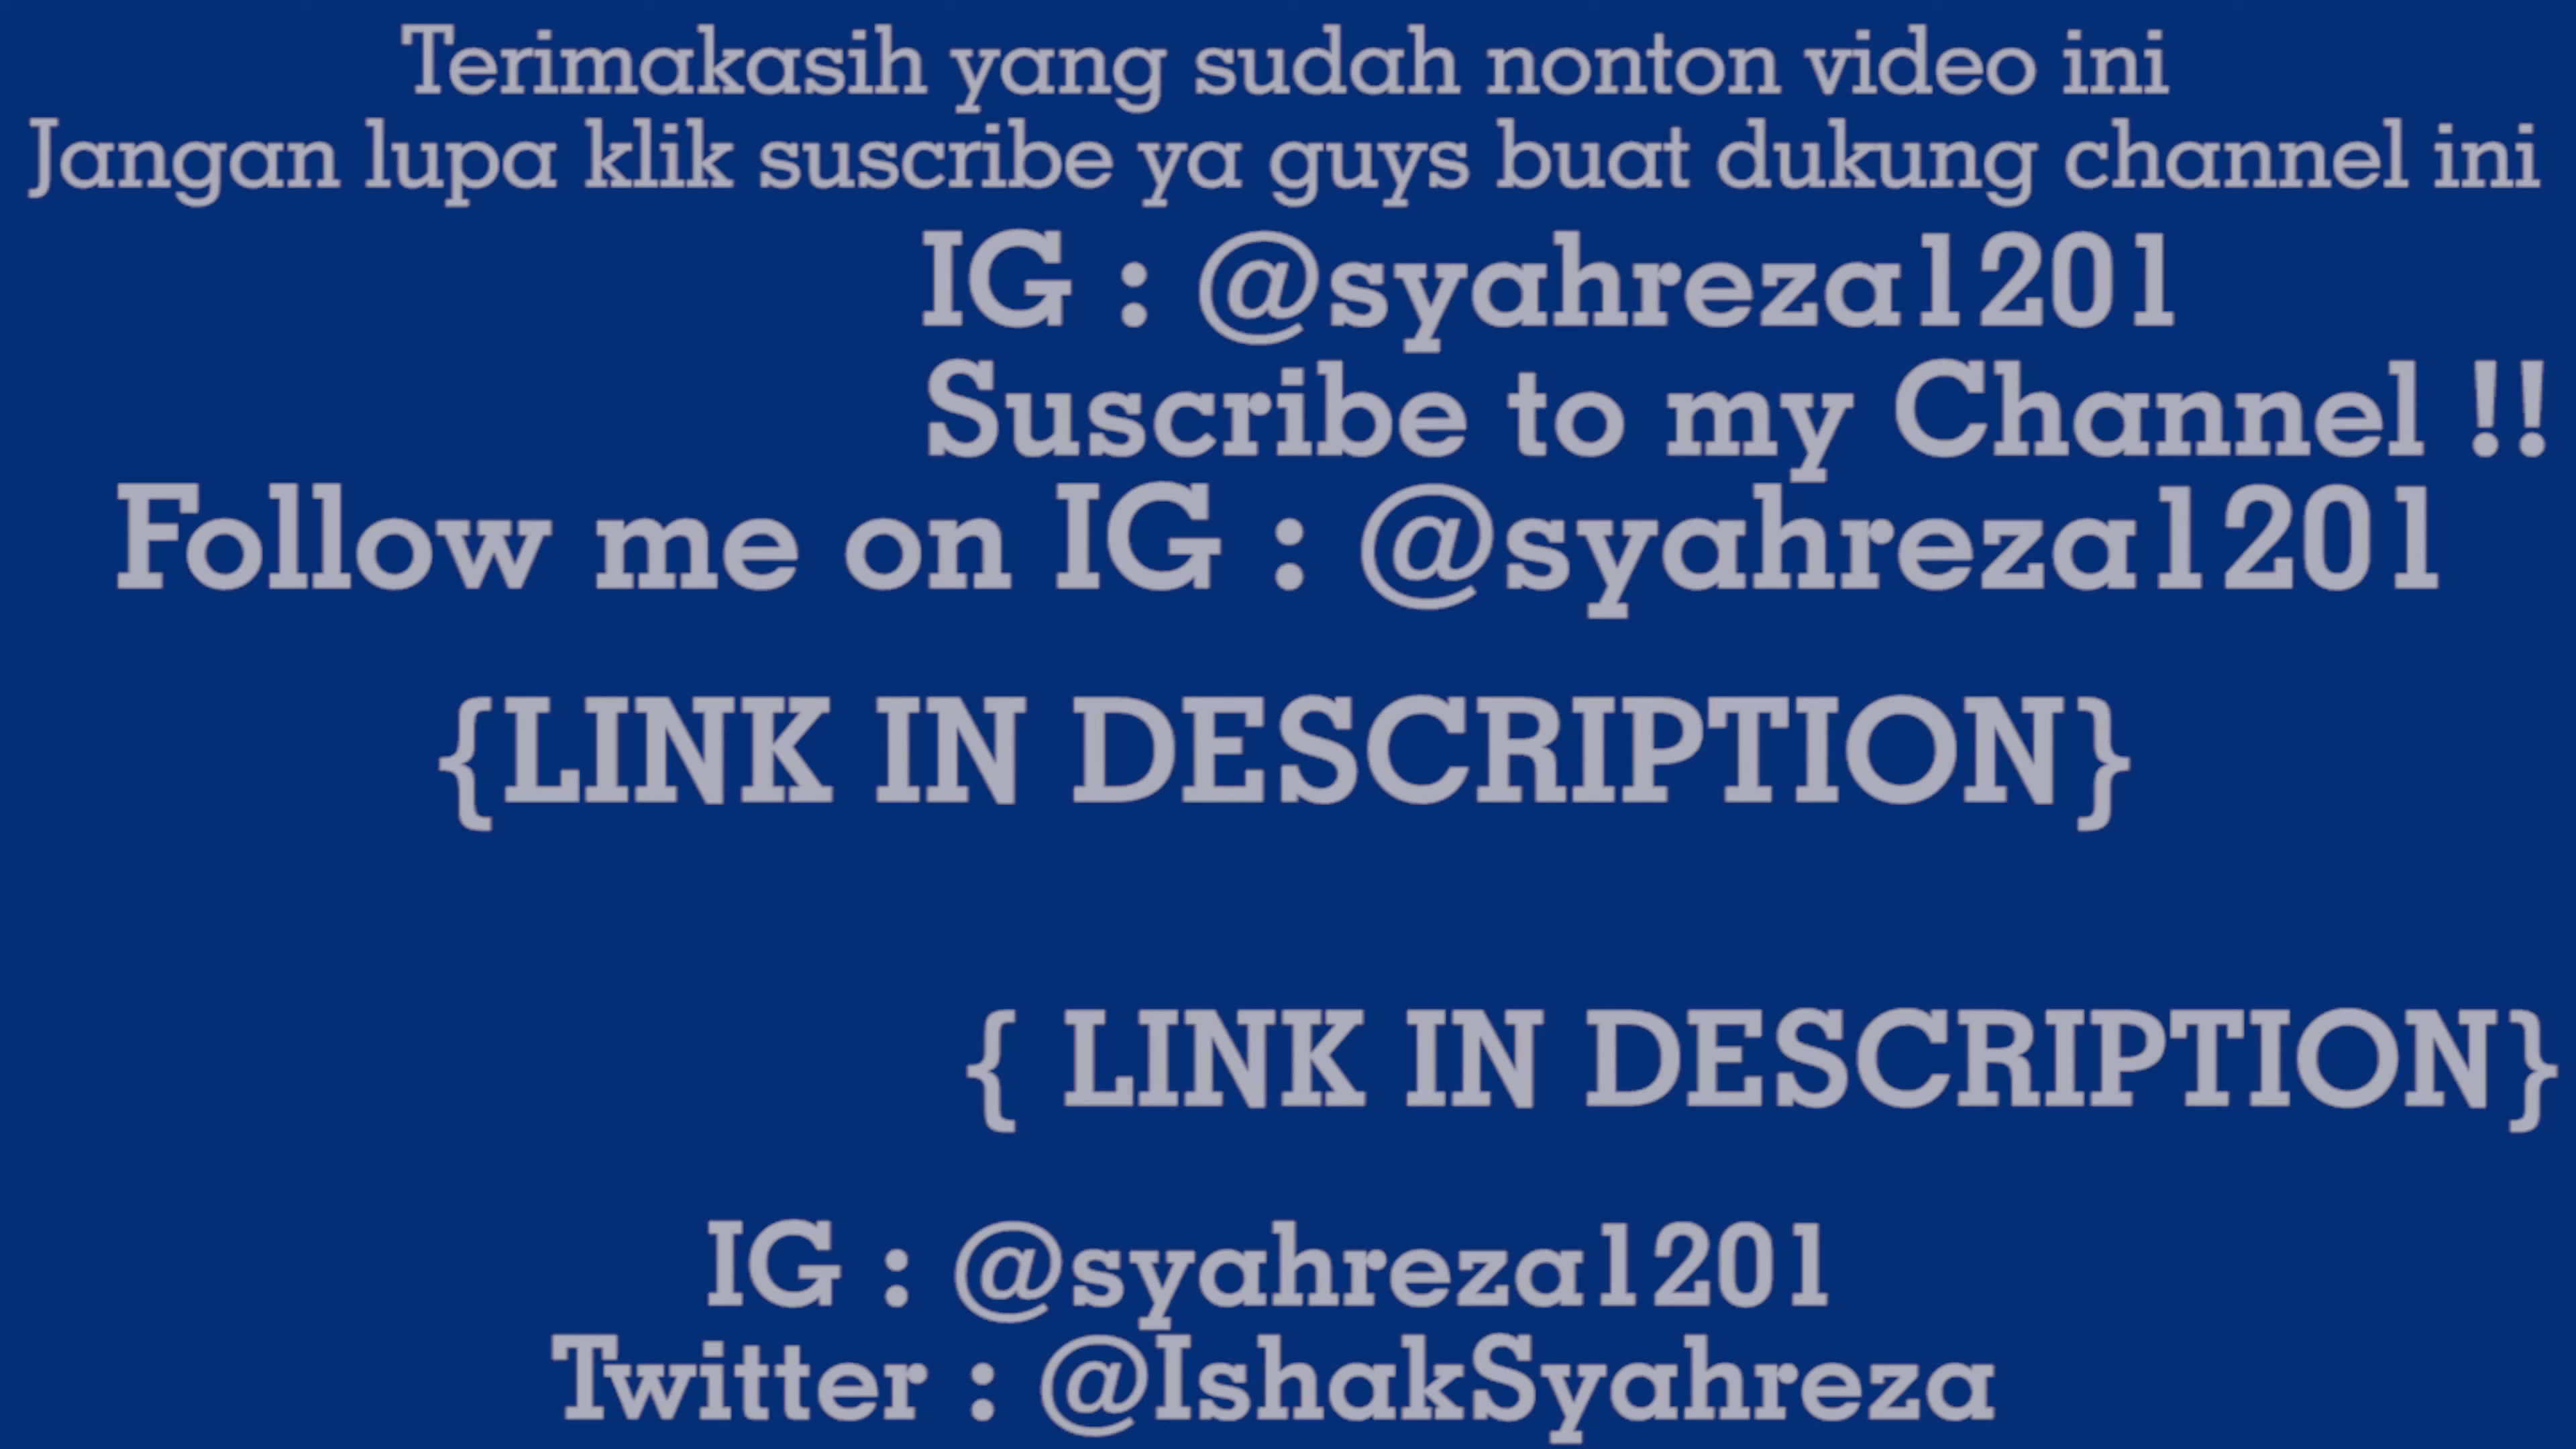 Terimakasih yang sudah nonton video ini
Jangan lupa klik suscribe ya guys buat dukung channel ini
IG : @syahreza1201
Suscribe to my Channel !!
Follow me on IG : @syahreza1201
{LINK IN DESCRIPTION}
{ LINK IN DESCRIPTION}
IG : @syahreza1201
Twitter : @IshakSyahreza